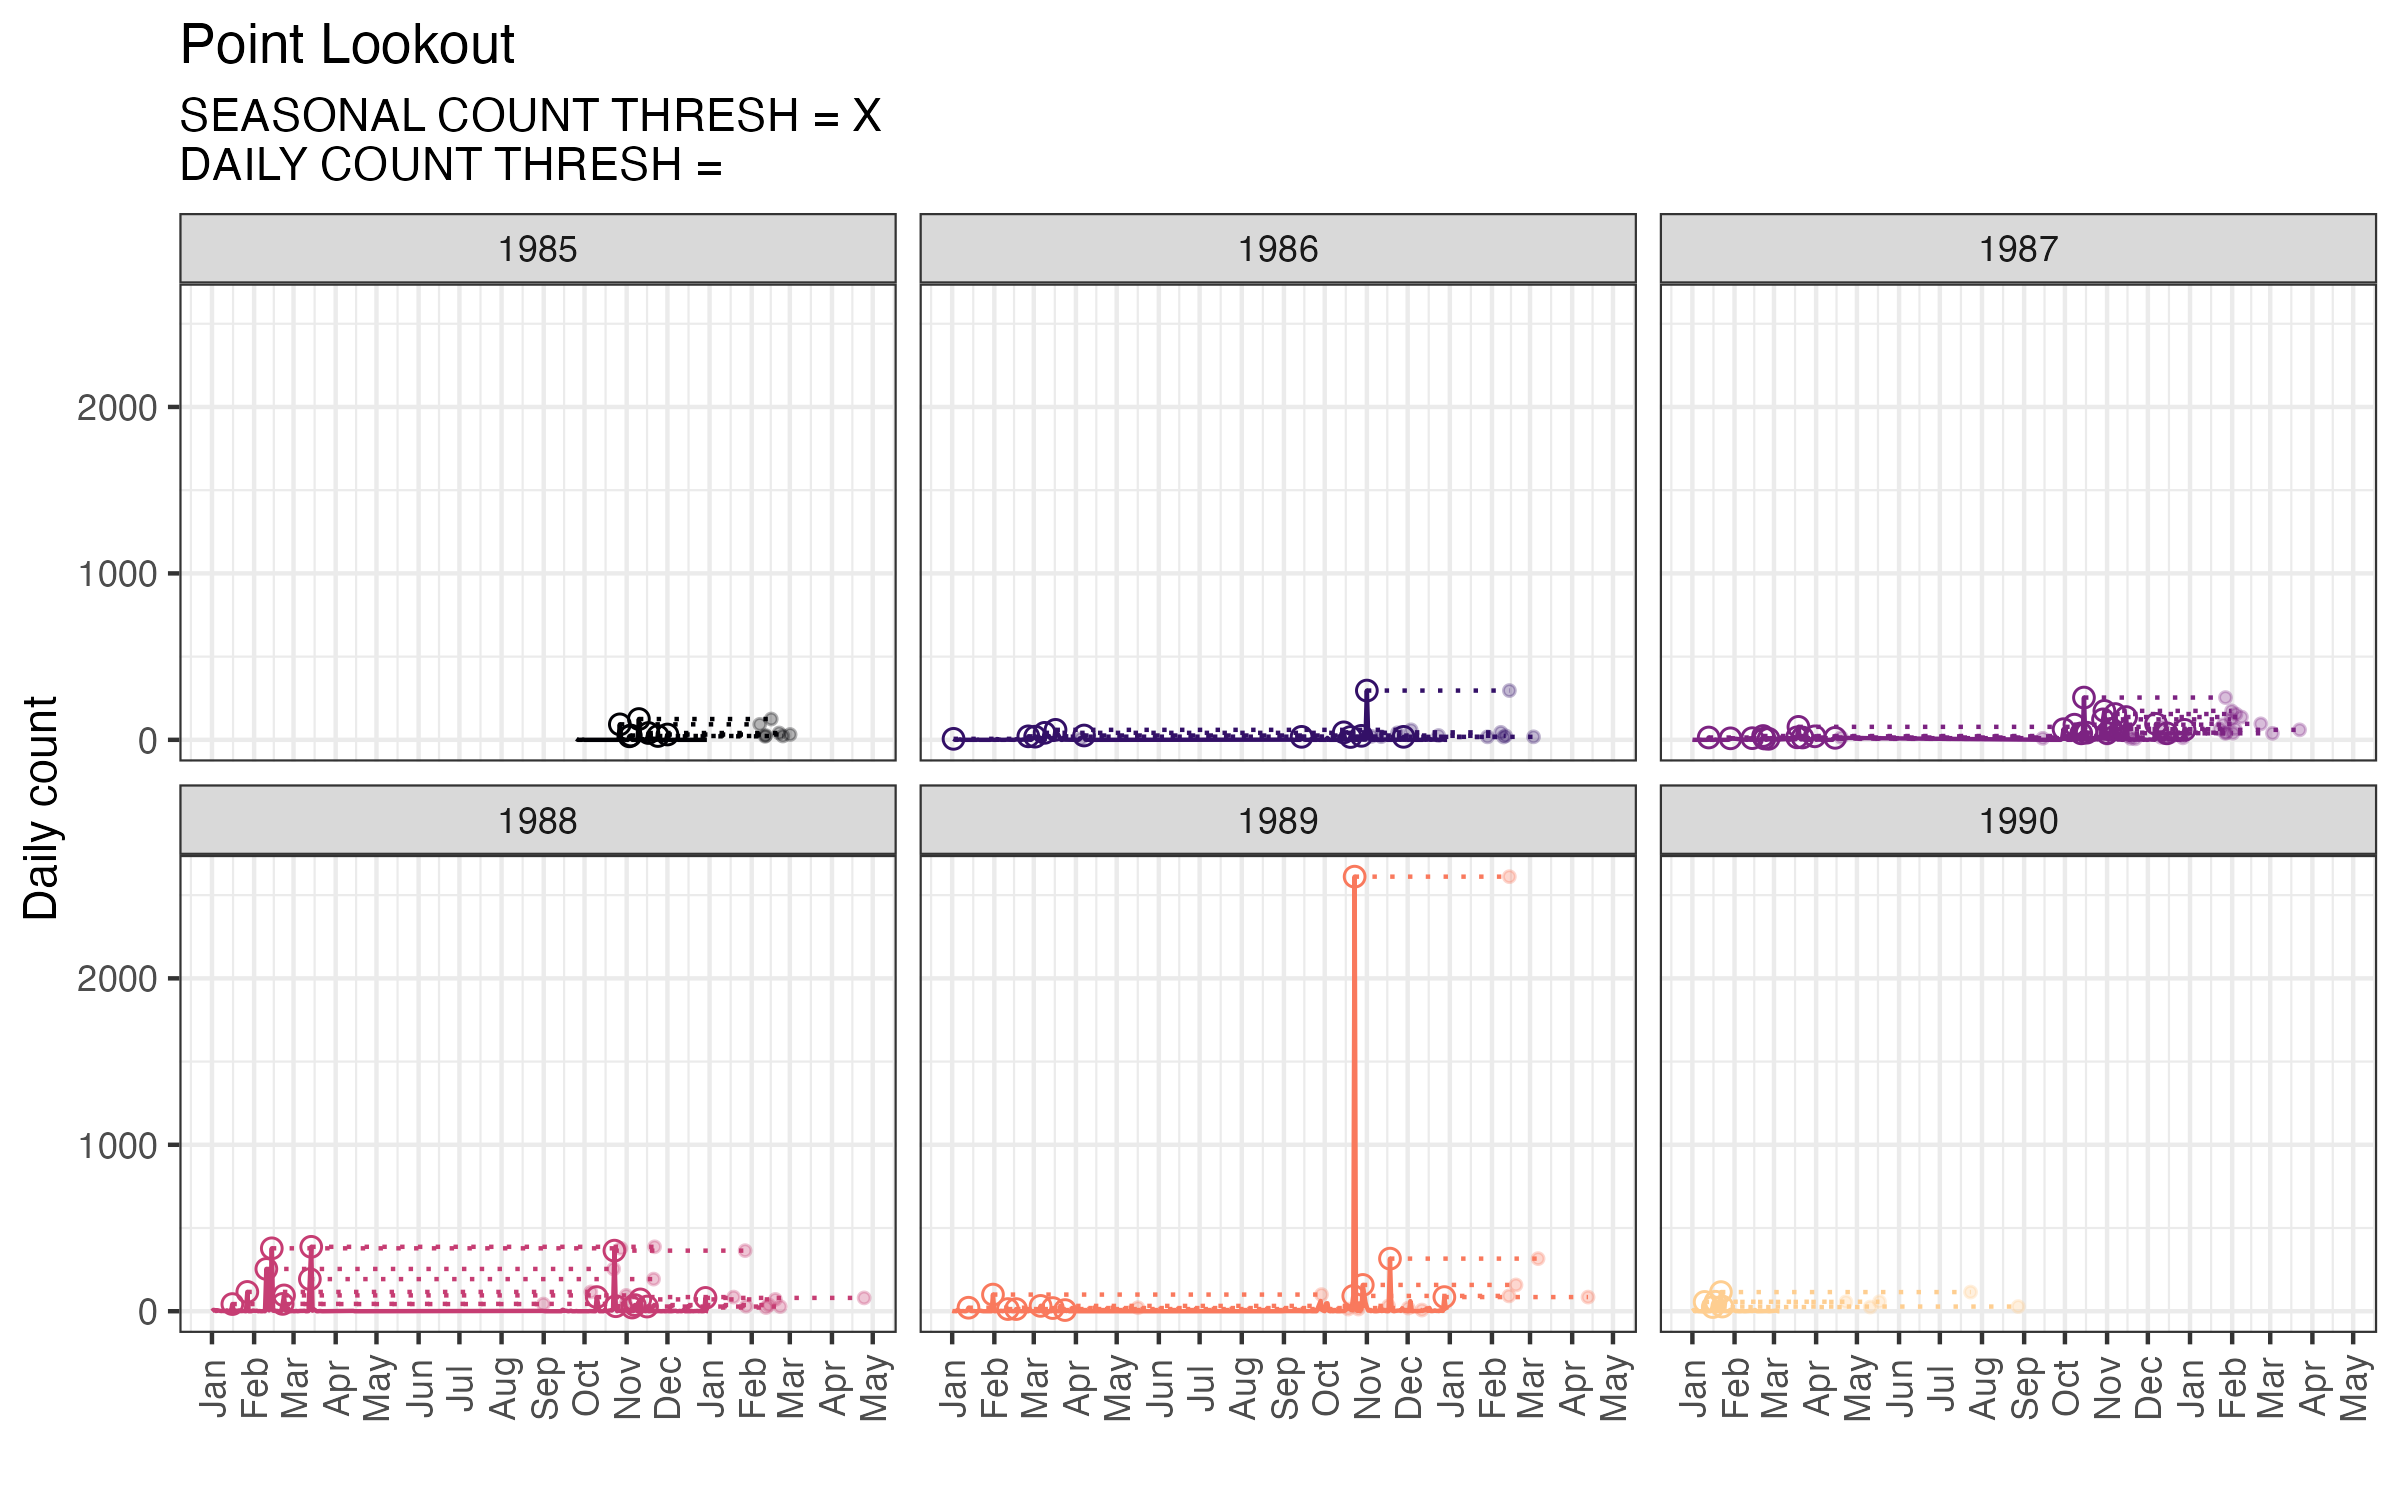 Point Lookout
SEASONAL COUNT THRESH = X
DAILY COUNT THRESH =
1985
1986
1987
2000
1000
0
Daily count
1988
1989
1990
2000
1000
0
Jan Feb Mar Apr May Jun Jul Aug Sep Oct Nov Dec Jan Feb Mar Apr May
Jan Feb Mar Apr May Jun Jul Aug Sep Oct Nov Dec Jan Feb Mar Apr May
Jan Feb Mar Apr May Jun Jul Aug Sep Oct Nov Dec Jan Feb Mar Apr May